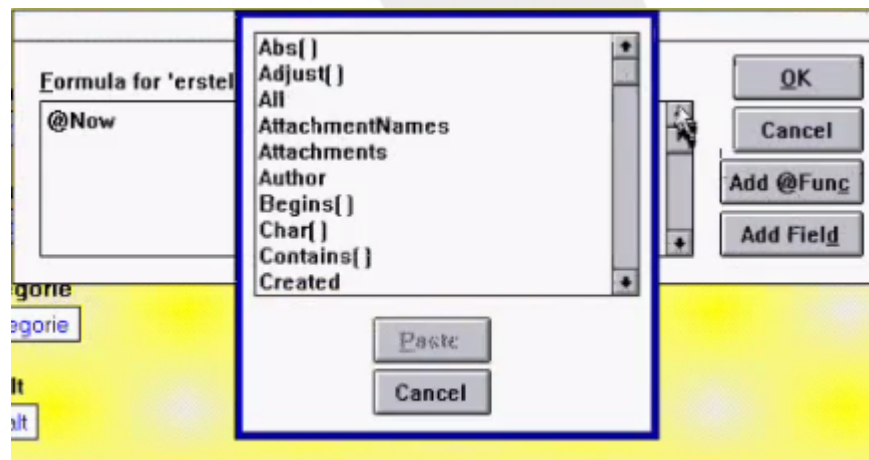 Formula for 'erstel
@Now
Abs( )
Adjust( )
All
AttachmentNames
Attachments
Author
Begins( )
Char( )
Contains( )
Created
Paste
Cancel
OK
Cancel
Add @Func
Add Field
gorie
egorie
lt
alt